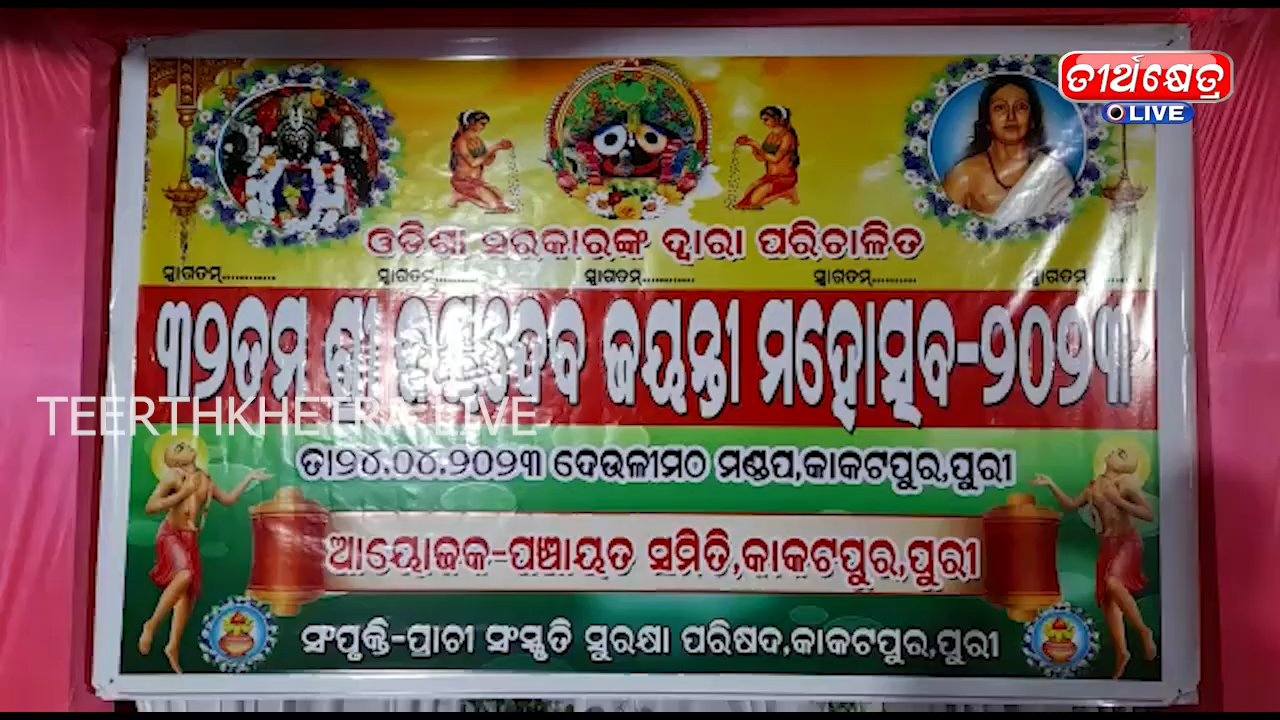 ତୀର୍ଥକ୍ଷେତ୍ର
LIVE
ଓଡିଶା ସରକାରଙ୍କ ଦ୍ୱାରା ପରିଚାଳିତ
ସ୍ୱାଗତମ୍........... ସ୍ୱାଗତମ୍........... ସ୍ୱାଗତମ୍........... ସ୍ୱାଗତମ୍........... ସ୍ୱାଗତମ୍...........
୩୨ତମ ଶ୍ରୀ ଜୟନ୍ତୀ ମହୋତ୍ସବ-୨୦୨୩
TEERTHKHETRA LIVE
ତା୨୪.୦୪.୨୦୨୩ ଦେଉଳୀମଠ ମଣ୍ଡପ,କାକଟପୁର,ପୁରୀ
ଆୟୋଜକ-ପଞ୍ଚାୟତ ସମିତି,କାକଟପୁର,ପୁରୀ
ସଂପୃକ୍ତି-ପ୍ରାଚୀ ସଂସ୍କୃତି ସୁରକ୍ଷା ପରିଷଦ,କାକଟପୁର,ପୁରୀ